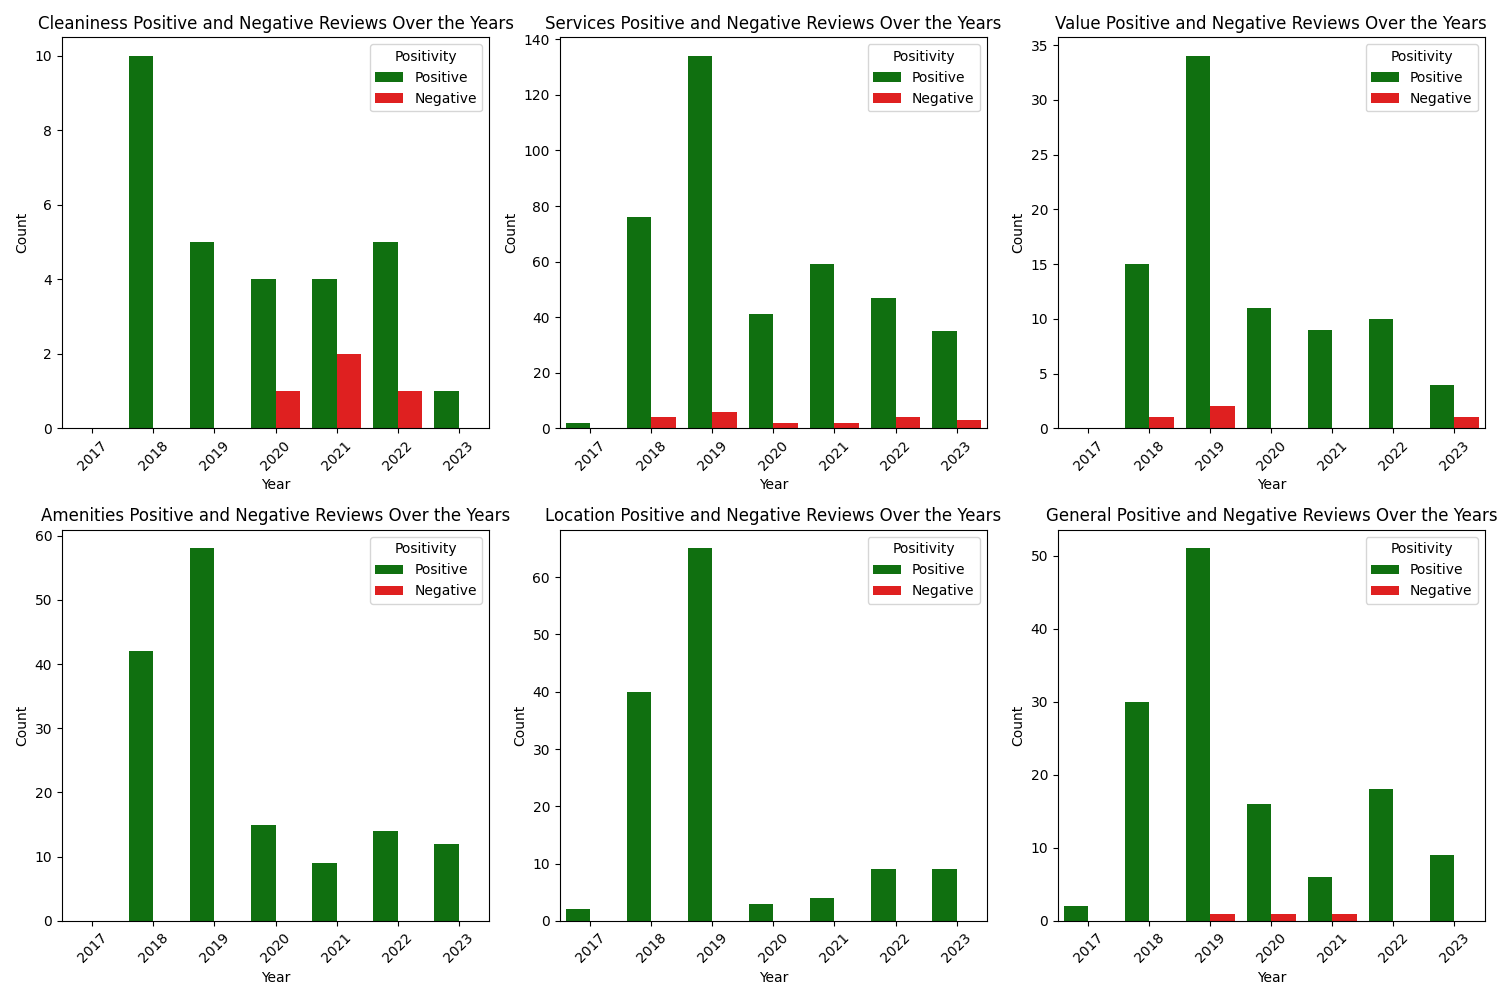 Cleaniness Positive and Negative Reviews Over the Years
Positivity
Positive
Negative
10
8
6
4
2
0
Count
2017
2018
2019
2020
2021
2022
2023
Year
Services Positive and Negative Reviews Over the Years
Positivity
Positive
Negative
140
120
100
80
60
40
20
0
Count
2017
2018
2019
2020
2021
2022
2023
Year
Value Positive and Negative Reviews Over the Years
Positivity
Positive
Negative
35
30
25
20
15
10
5
0
Count
2017
2018
2019
2020
2021
2022
2023
Year
Amenities Positive and Negative Reviews Over the Years
Positivity
Positive
Negative
60
50
40
30
20
10
0
Count
2017
2018
2019
2020
2021
2022
2023
Year
Location Positive and Negative Reviews Over the Years
Positivity
Positive
Negative
60
50
40
30
20
10
0
Count
2017
2018
2019
2020
2021
2022
2023
Year
General Positive and Negative Reviews Over the Years
Positivity
Positive
Negative
50
40
30
20
10
0
Count
2017
2018
2019
2020
2021
2022
2023
Year